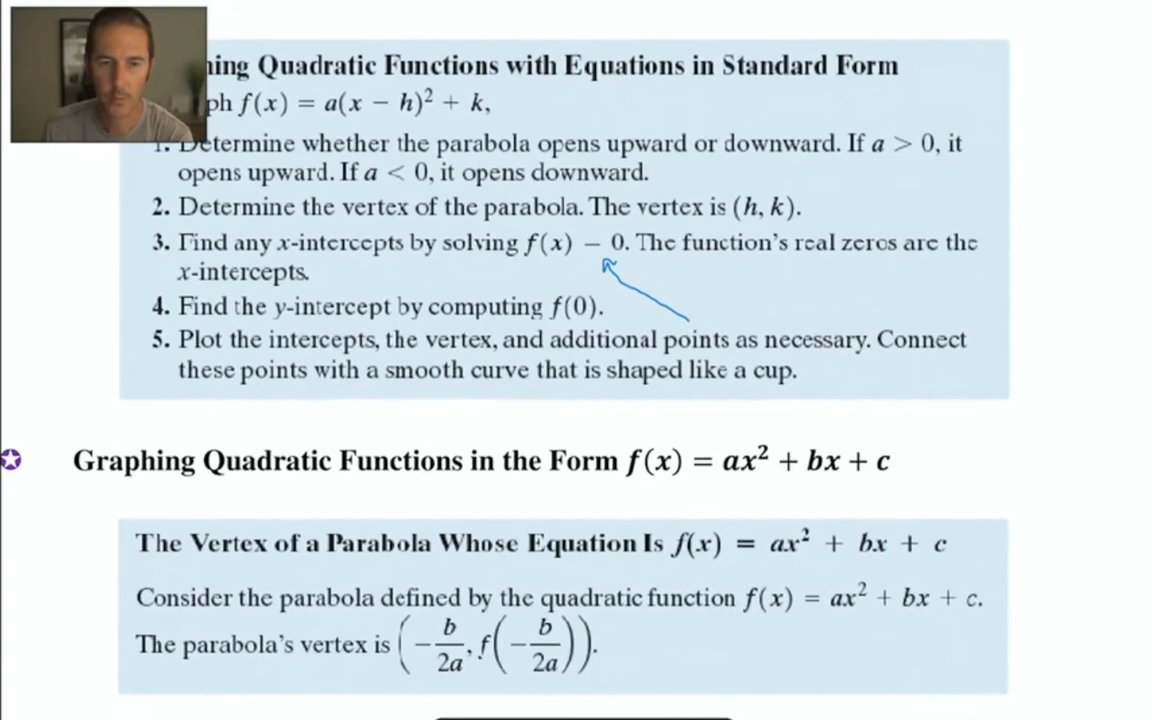 ing Quadratic Functions with Equations in Standard Form
ph f(x) = a(x − h)² + k,
1. Determine whether the parabola opens upward or downward. If a > 0, it
opens upward. If a < 0, it opens downward.
2. Determine the vertex of the parabola. The vertex is (h, k).
3. Find any x-intercepts by solving f(x) − 0. The function's real zeros are the
x-intercepts.
4. Find the y-intercept by computing f(0).
5. Plot the intercepts, the vertex, and additional points as necessary. Connect
these points with a smooth curve that is shaped like a cup.
Graphing Quadratic Functions in the Form f(x) = ax² + bx + c
The Vertex of a Parabola Whose Equation Is f(x) = ax² + bx + c
Consider the parabola defined by the quadratic function f(x) = ax² + bx + c.
The parabola's vertex is (−b/2a, f(−b/2a)).